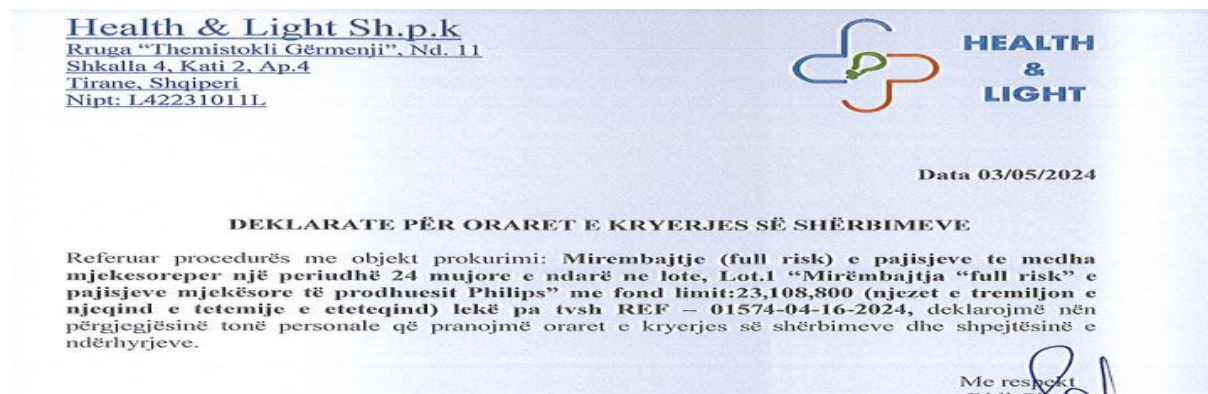 Health & Light Sh.p.k
Rruga “Themistokli Gërmenji”, Nd. 11
Shkalla 4, Kati 2, Ap.4
Tirane, Shqiperi
Nipt: L42231011L
HEALTH
&
LIGHT
Data 03/05/2024
DEKLARATE PËR ORARET E KRYERJES SË SHËRBIMEVE
Referuar procedurës me objekt prokurimi: Mirembajtje (full risk) e pajisjeve te medha
mjekesoreper një periudhë 24 mujore e ndarë ne lote, Lot.1 “Mirëmbajtja “full risk” e
pajisjeve mjekësore të prodhuesit Philips” me fond limit:23,108,800 (njezet e tremiljon e
njeqind e tetemije e eteteqind) lekë pa tvsh REF – 01574-04-16-2024, deklarojmë nën
përgjegjësinë tonë personale që pranojmë oraret e kryerjes së shërbimeve dhe shpejtësinë e
ndërhyrjeve.
Me respekt